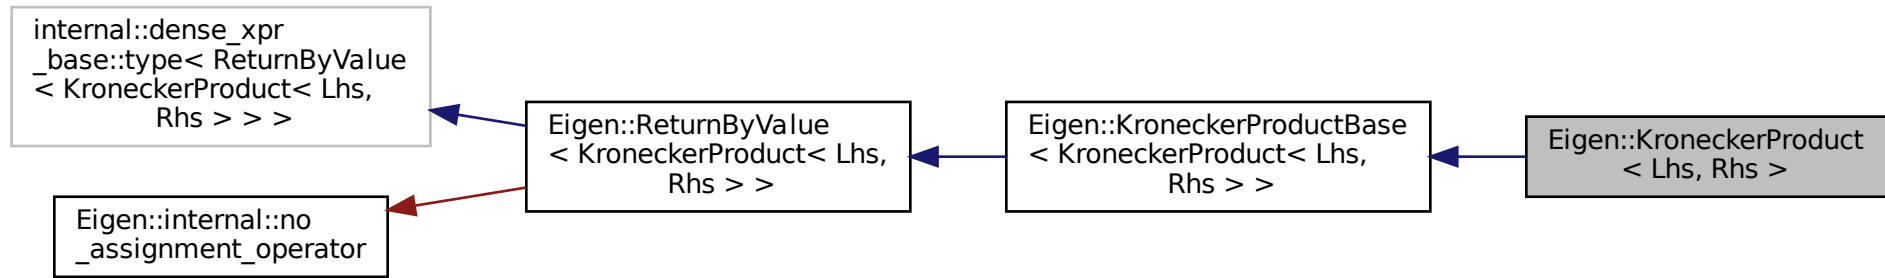 internal::dense_xpr
_base::type< ReturnByValue
< KroneckerProduct< Lhs,
Rhs > > >
Eigen::internal::no
_assignment_operator
Eigen::ReturnByValue
< KroneckerProduct< Lhs,
Rhs > >
Eigen::KroneckerProductBase
< KroneckerProduct< Lhs,
Rhs > >
Eigen::KroneckerProduct
< Lhs, Rhs >